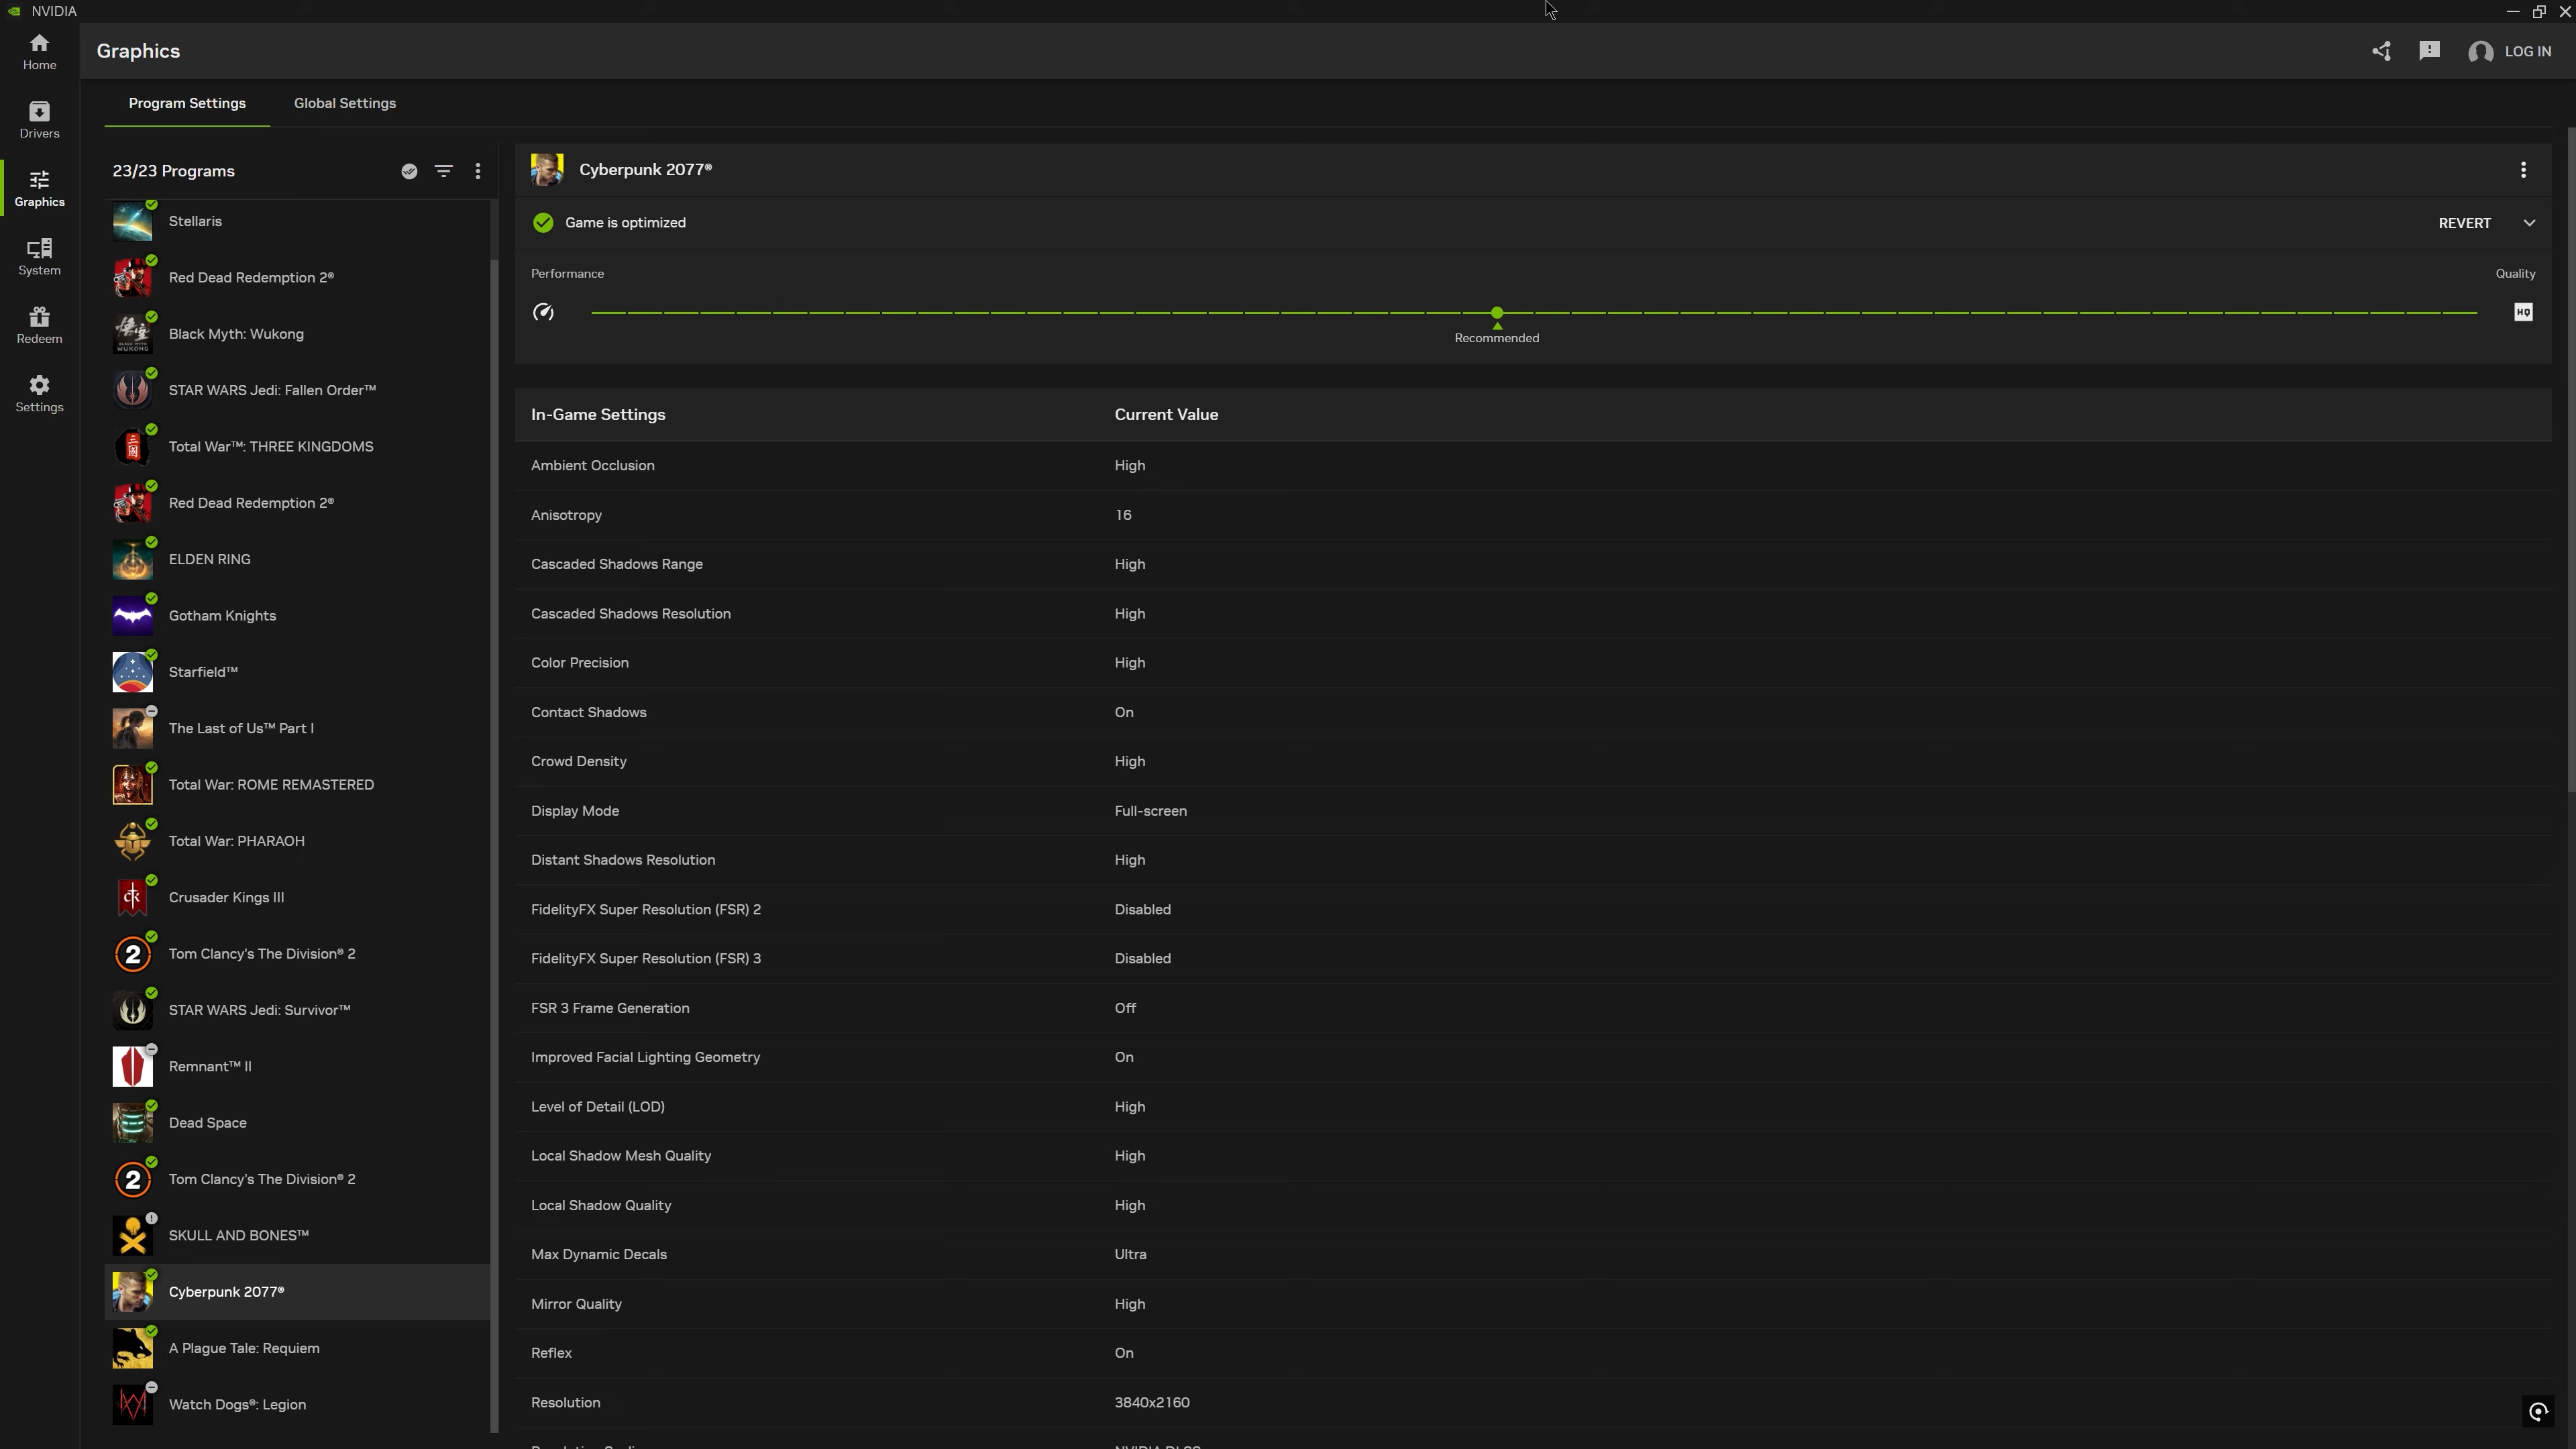 NVIDIA
Home
Drivers
Graphics
System
Redeem
Settings
Graphics
LOG IN
Program Settings
Global Settings
23/23 Programs
Stellaris
Red Dead Redemption 2®
Black Myth: Wukong
STAR WARS Jedi: Fallen Order™
Total War™: THREE KINGDOMS
Red Dead Redemption 2®
ELDEN RING
Gotham Knights
Starfield™
The Last of Us™ Part I
Total War: ROME REMASTERED
Total War: PHARAOH
Crusader Kings III
Tom Clancy's The Division® 2
STAR WARS Jedi: Survivor™
Remnant™ II
Dead Space
Tom Clancy's The Division® 2
SKULL AND BONES™
Cyberpunk 2077®
A Plague Tale: Requiem
Watch Dogs®: Legion
Cyberpunk 2077®
Game is optimized
REVERT
Performance
Quality
HQ
Recommended
In-Game Settings Current Value
Ambient Occlusion High
Anisotropy 16
Cascaded Shadows Range High
Cascaded Shadows Resolution High
Color Precision High
Contact Shadows On
Crowd Density High
Display Mode Full-screen
Distant Shadows Resolution High
FidelityFX Super Resolution (FSR) 2 Disabled
FidelityFX Super Resolution (FSR) 3 Disabled
FSR 3 Frame Generation Off
Improved Facial Lighting Geometry On
Level of Detail (LOD) High
Local Shadow Mesh Quality High
Local Shadow Quality High
Max Dynamic Decals Ultra
Mirror Quality High
Reflex On
Resolution 3840x2160